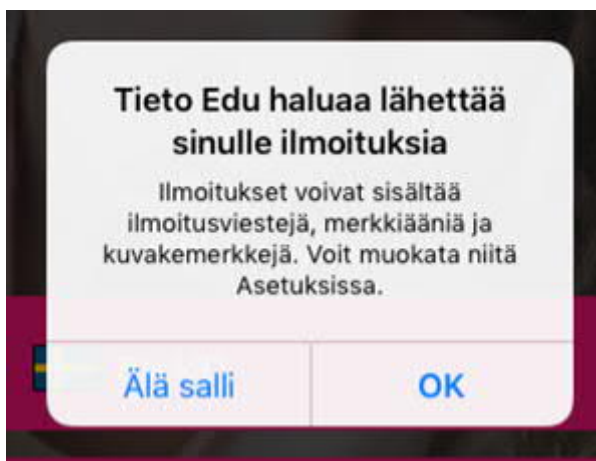 Tieto Edu haluaa lähettää
sinulle ilmoituksia
Ilmoitukset voivat sisältää
ilmoitusviestejä, merkkiääniä ja
kuvakemerkkejä. Voit muokata niitä
Asetuksissa.
Älä salli
OK